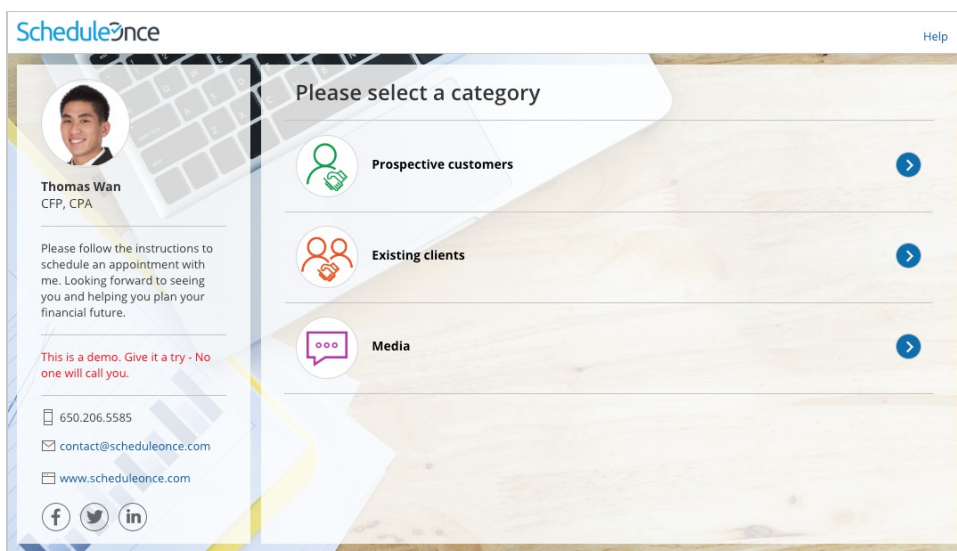 ScheduleOnce
Help
Thomas Wan
CFP, CPA
Please follow the instructions to
schedule an appointment with
me. Looking forward to seeing
you and helping you plan your
financial future.
This is a demo. Give it a try - No
one will call you.
650.206.5585
contact@scheduleonce.com
www.scheduleonce.com
Please select a category
Prospective customers
Existing clients
Media